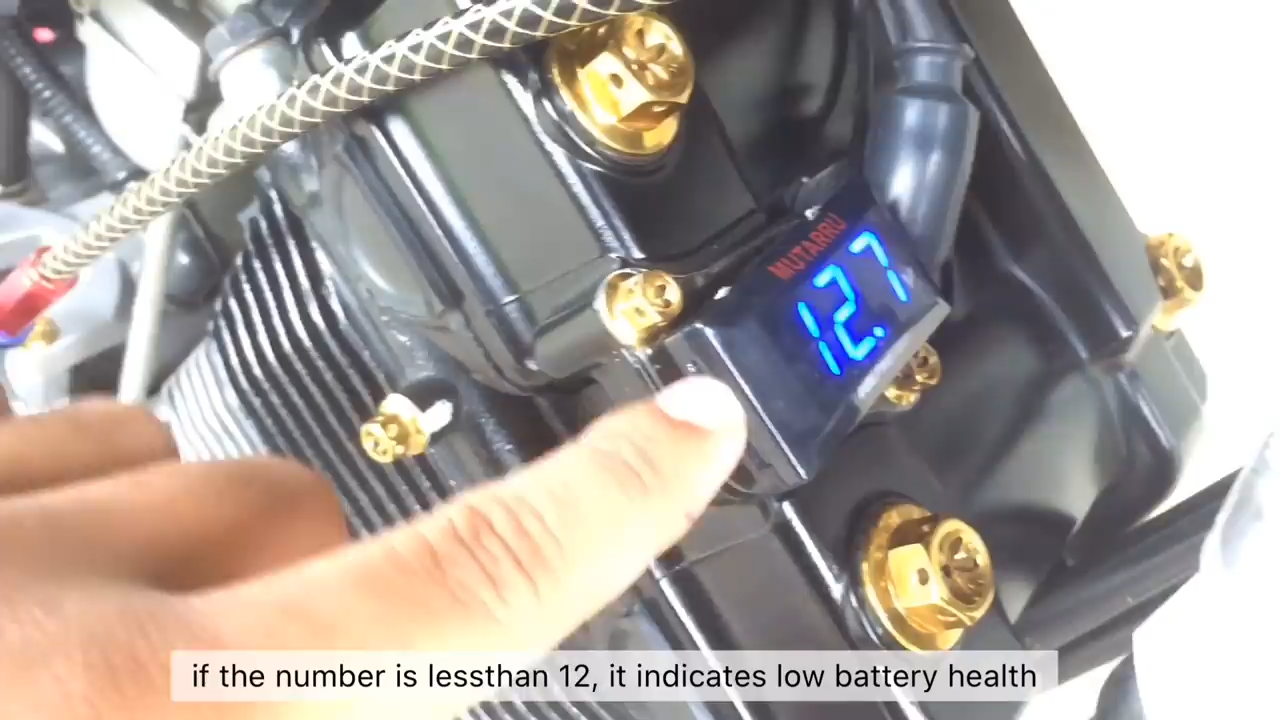 MUTARRU
12.7
if the number is lessthan 12, it indicates low battery health